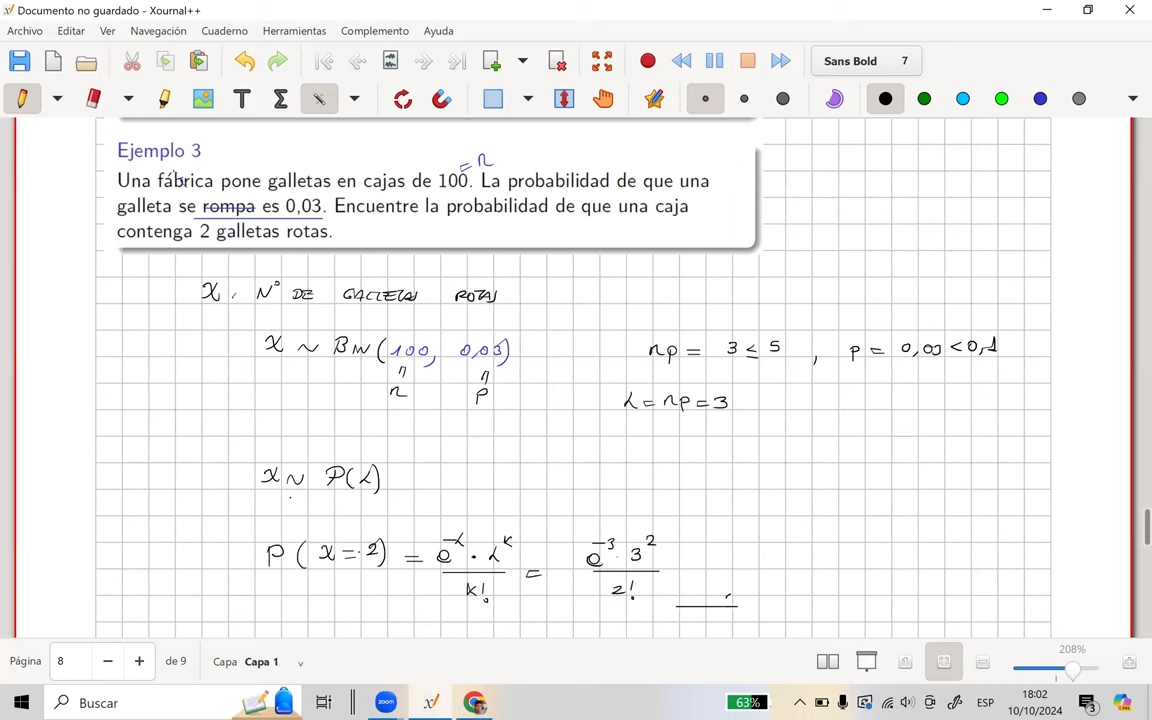 Documento no guardado - Xournal++
Archivo Editar Ver Navegación Cuaderno Herramientas Complemento Ayuda
Sans Bold 7
Ejemplo 3
= n
Una fábrica pone galletas en cajas de 100. La probabilidad de que una
galleta se rompa es 0,03. Encuentre la probabilidad de que una caja
contenga 2 galletas rotas.
X : N° DE GALLETAS ROTAS
X ~ BN(100, 0,03) np = 3 ≤ 5 , p = 0,03 < 0,1
= =
n p λ = np = 3
X ~ P(λ)
P ( X = 2) = e^-λ · λ^k / k! = e^-3 · 3^2 / 2!
Página 8 de 9 Capa Capa 1 208%
Buscar zoom 63% ESP 18:02
10/10/2024 3